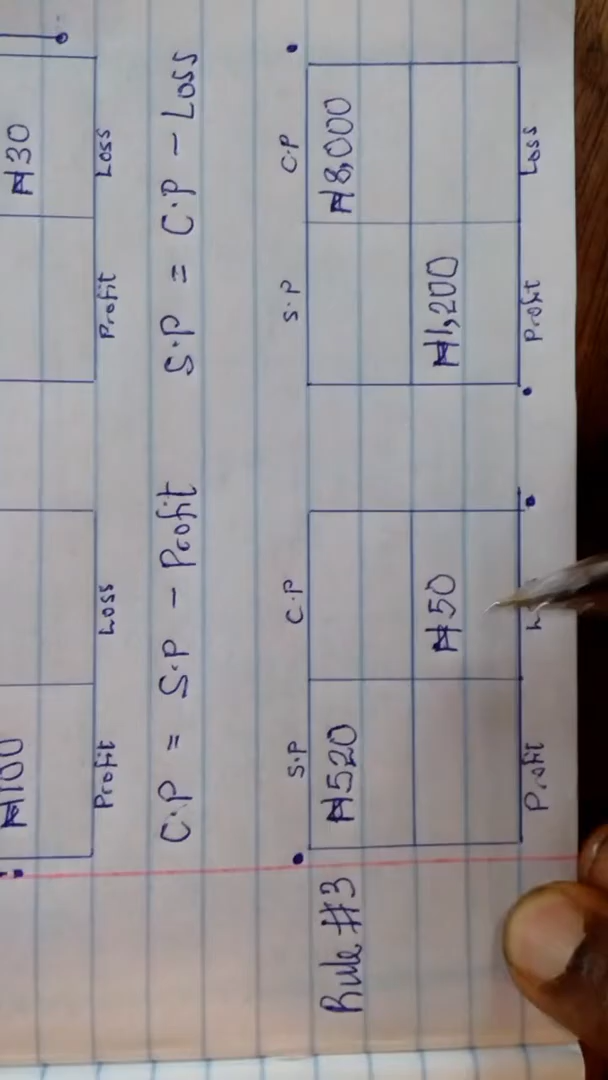 ₦100 ₦30
Profit Loss Profit Loss
C.P = S.P - Profit S.P = C.P - Loss
S.P C.P S.P C.P
Rule #3 ₦520 ₦8,000
₦50 ₦1,200
Profit Profit Loss